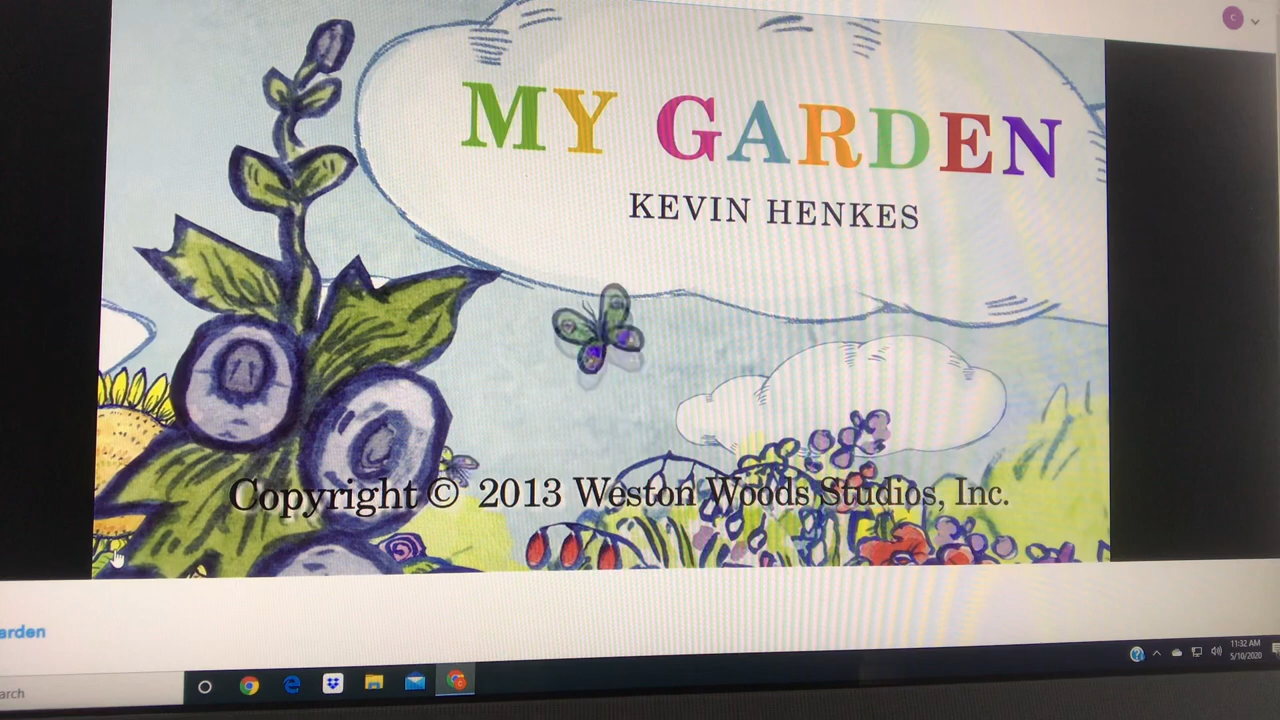 C
MY GARDEN
KEVIN HENKES
Copyright © 2013 Weston Woods Studios, Inc.
arden
arch
11:32 AM
5/10/2020